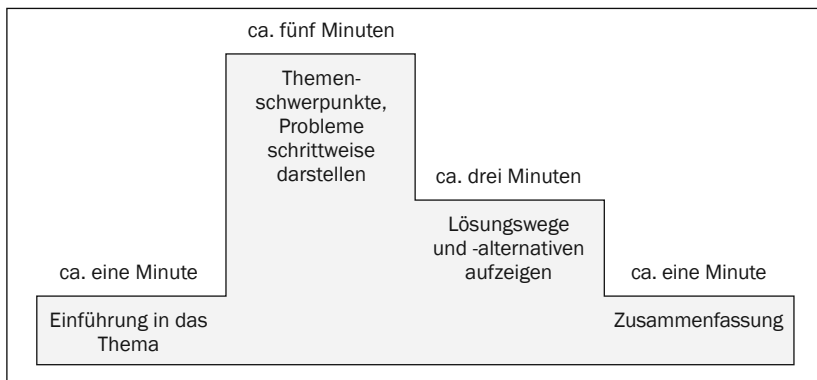 ca. fünf Minuten
Themen-
schwerpunkte,
Probleme
schrittweise
darstellen
ca. drei Minuten
Lösungswege
und -alternativen
aufzeigen
ca. eine Minute
Einführung in das
Thema
ca. eine Minute
Zusammenfassung